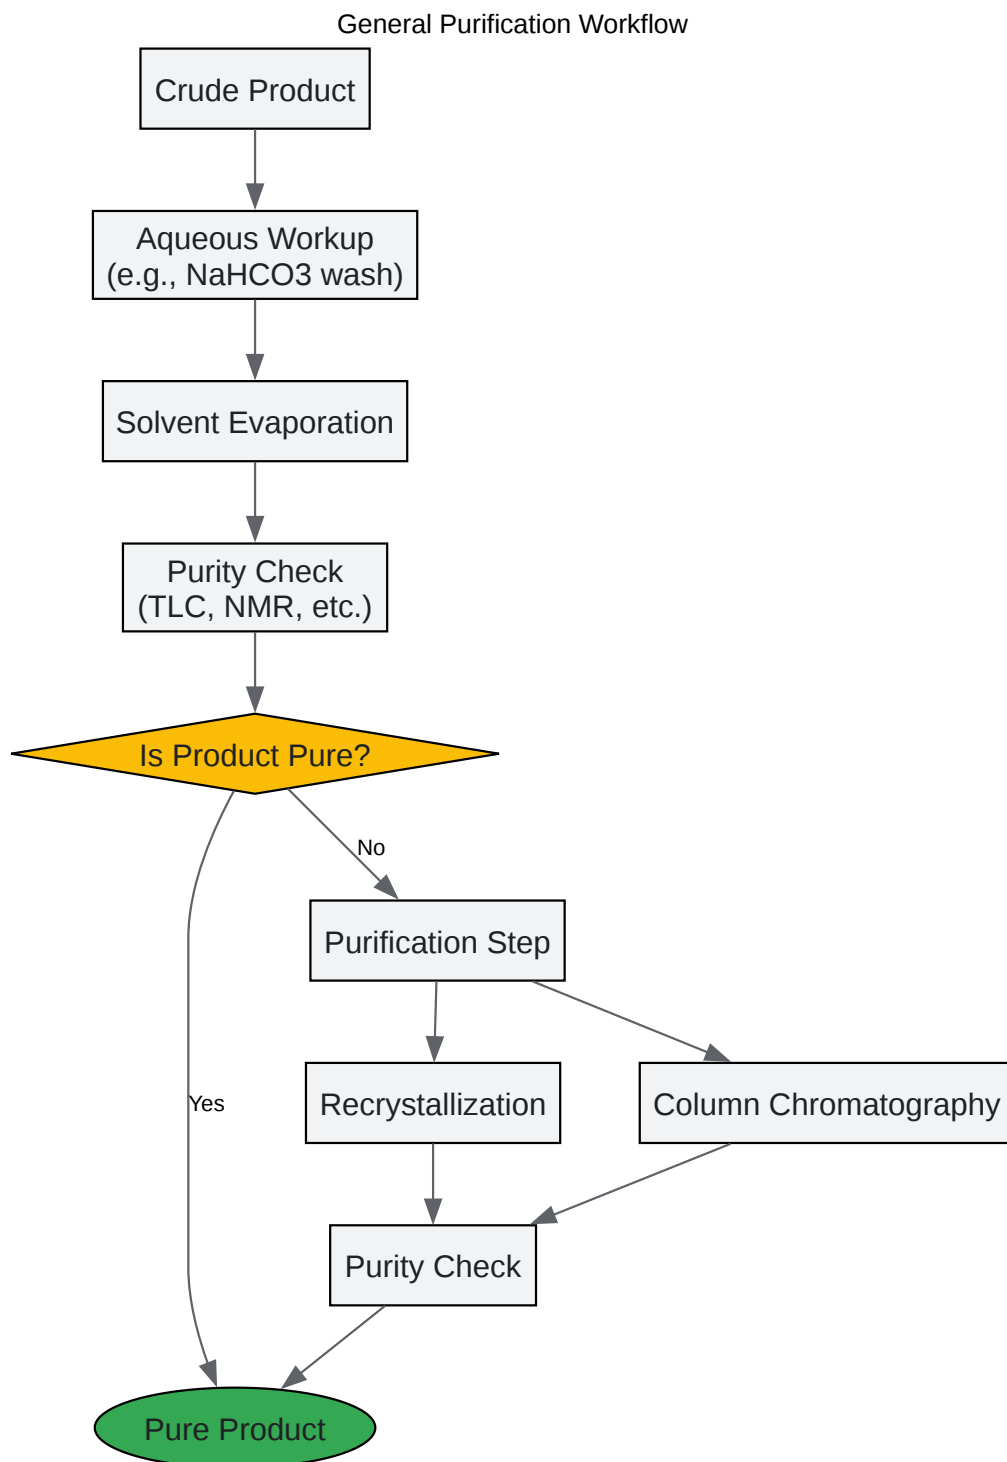 General Purification Workflow
Crude Product
Aqueous Workup
(e.g., NaHCO3 wash)
Solvent Evaporation
Purity Check
(TLC, NMR, etc.)
Is Product Pure?
No
Purification Step
Recrystallization
Column Chromatography
Yes
Purity Check
Pure Product